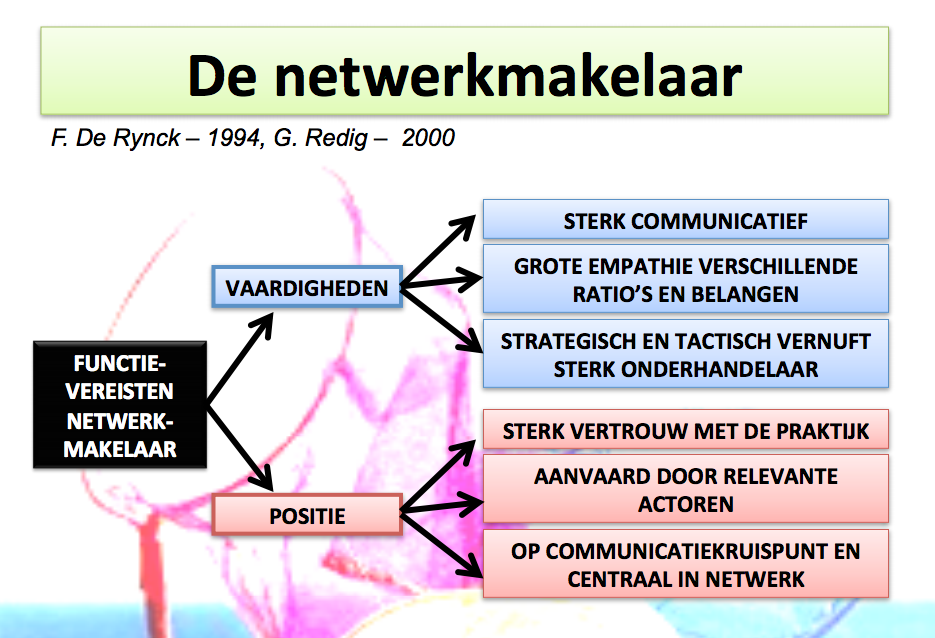 De netwerkmakelaar
F. De Rynck – 1994, G. Redig – 2000
FUNCTIE-
VEREISTEN
NETWERK-
MAKELAAR
VAARDIGHEDEN
STERK COMMUNICATIEF
GROTE EMPATHIE VERSCHILLENDE
RATIO'S EN BELANGEN
STRATEGISCH EN TACTISCH VERNUFT
STERK ONDERHANDELAAR
POSITIE
STERK VERTROUW MET DE PRAKTIJK
AANVAARD DOOR RELEVANTE
ACTOREN
OP COMMUNICATIEKRUISPUNT EN
CENTRAAL IN NETWERK